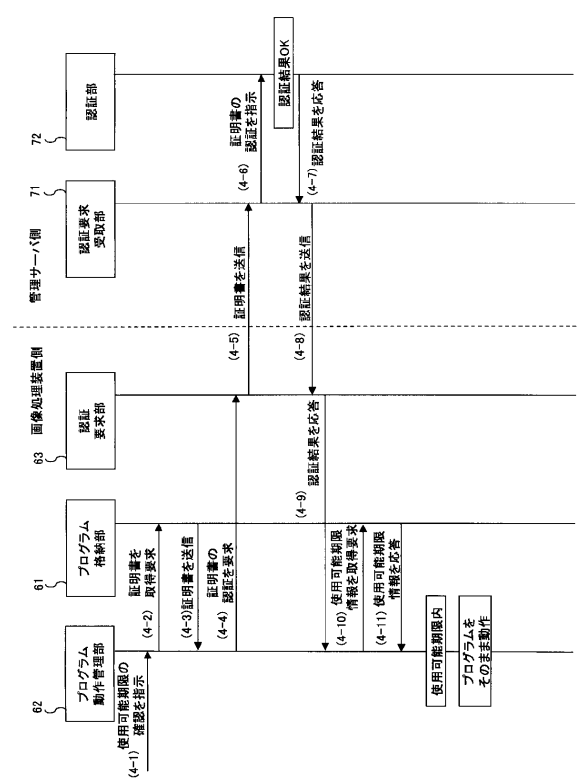 画像処理装置側
管理サーバ側
62
プログラム
動作管理部
61
プログラム
格納部
63
認証
要求部
71
認証要求
受取部
72
認証部
(4-1)
使用可能期限の
確認を指示
(4-2)
証明書を
取得要求
(4-3)証明書を送信
(4-4)
証明書の
認証を要求
(4-5)
証明書を送信
(4-6)
証明書の
認証を指示
認証結果OK
(4-7)
認証結果を応答
(4-8)
認証結果を送信
(4-9)
認証結果を応答
(4-10)
使用可能期限
情報を取得要求
(4-11)
使用可能期限
情報を応答
使用可能期限内
プログラムを
そのまま動作